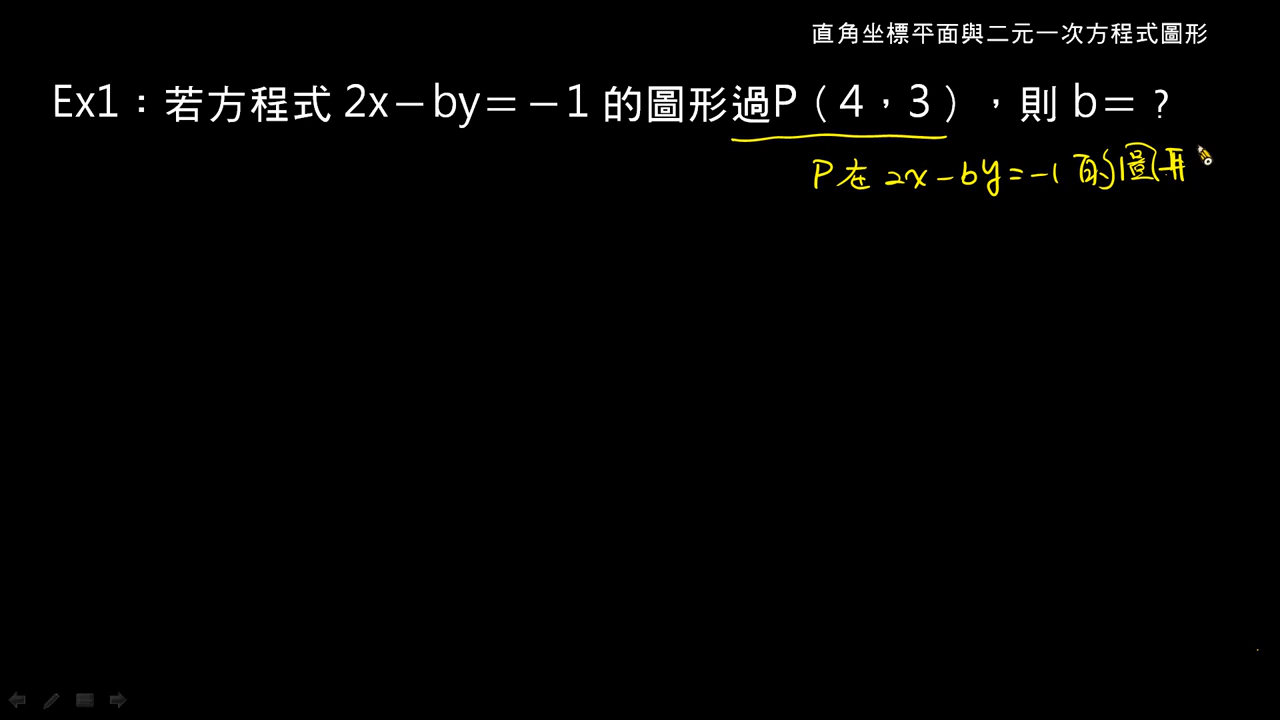 直角坐標平面與二元一次方程式圖形
Ex1：若方程式 2x－by＝－1 的圖形過P（4，3），則 b＝？
P在 2x－by＝－1 的圖